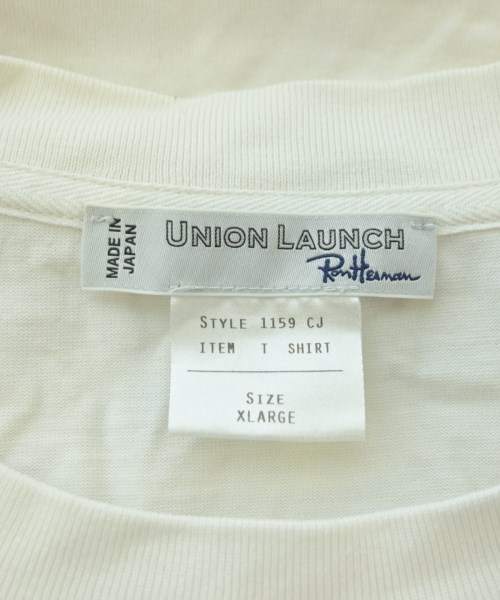 MADE IN
JAPAN
UNION LAUNCH
Ron Herman
STYLE 1159 CJ
ITEM T SHIRT
SIZE
XLARGE